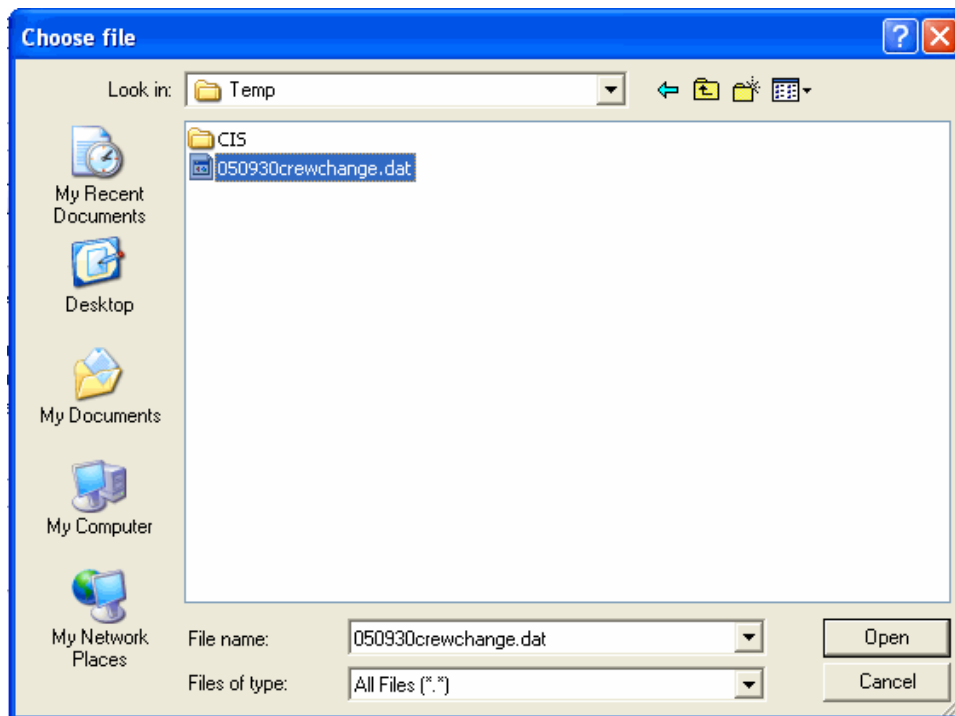 Choose file
Look in:
Temp
CIS
050930crewchange.dat
My Recent
Documents
Desktop
My Documents
My Computer
My Network
Places
File name:
050930crewchange.dat
Open
Files of type:
All Files (*.*)
Cancel